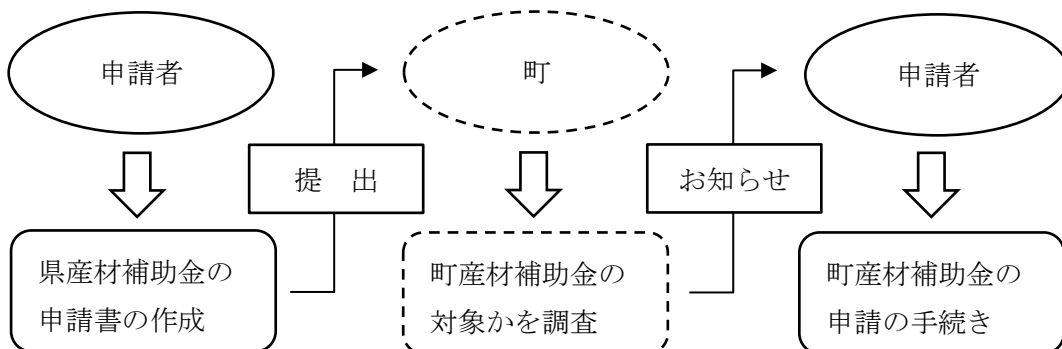 申請者
町
申請者
提　出
お知らせ
県産材補助金の
申請書の作成
町産材補助金の
対象かを調査
町産材補助金の
申請の手続き